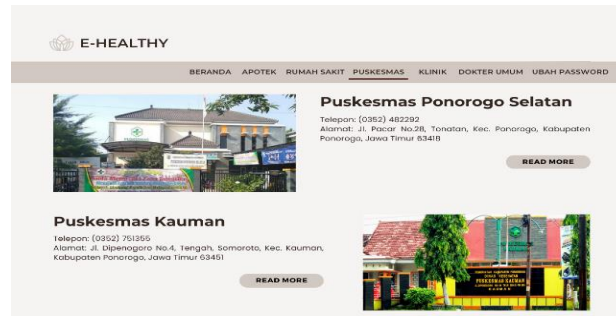 E-HEALTHY
BERANDA APOTEK RUMAH SAKIT PUSKESMAS KLINIK DOKTER UMUM UBAH PASSWORD
Puskesmas Ponorogo Selatan
Telepon: (0352) 482292
Alamat: Jl. Pacar No.28, Tonatan, Kec. Ponorogo, Kabupaten
Ponorogo, Jawa Timur 63418
READ MORE
Puskesmas Kauman
Telepon: (0352) 751355
Alamat: Jl. Dipenogoro No.4, Tengah, Somoroto, Kec. Kauman,
Kabupaten Ponorogo, Jawa Timur 63451
READ MORE
PUSKESMAS KAUMAN